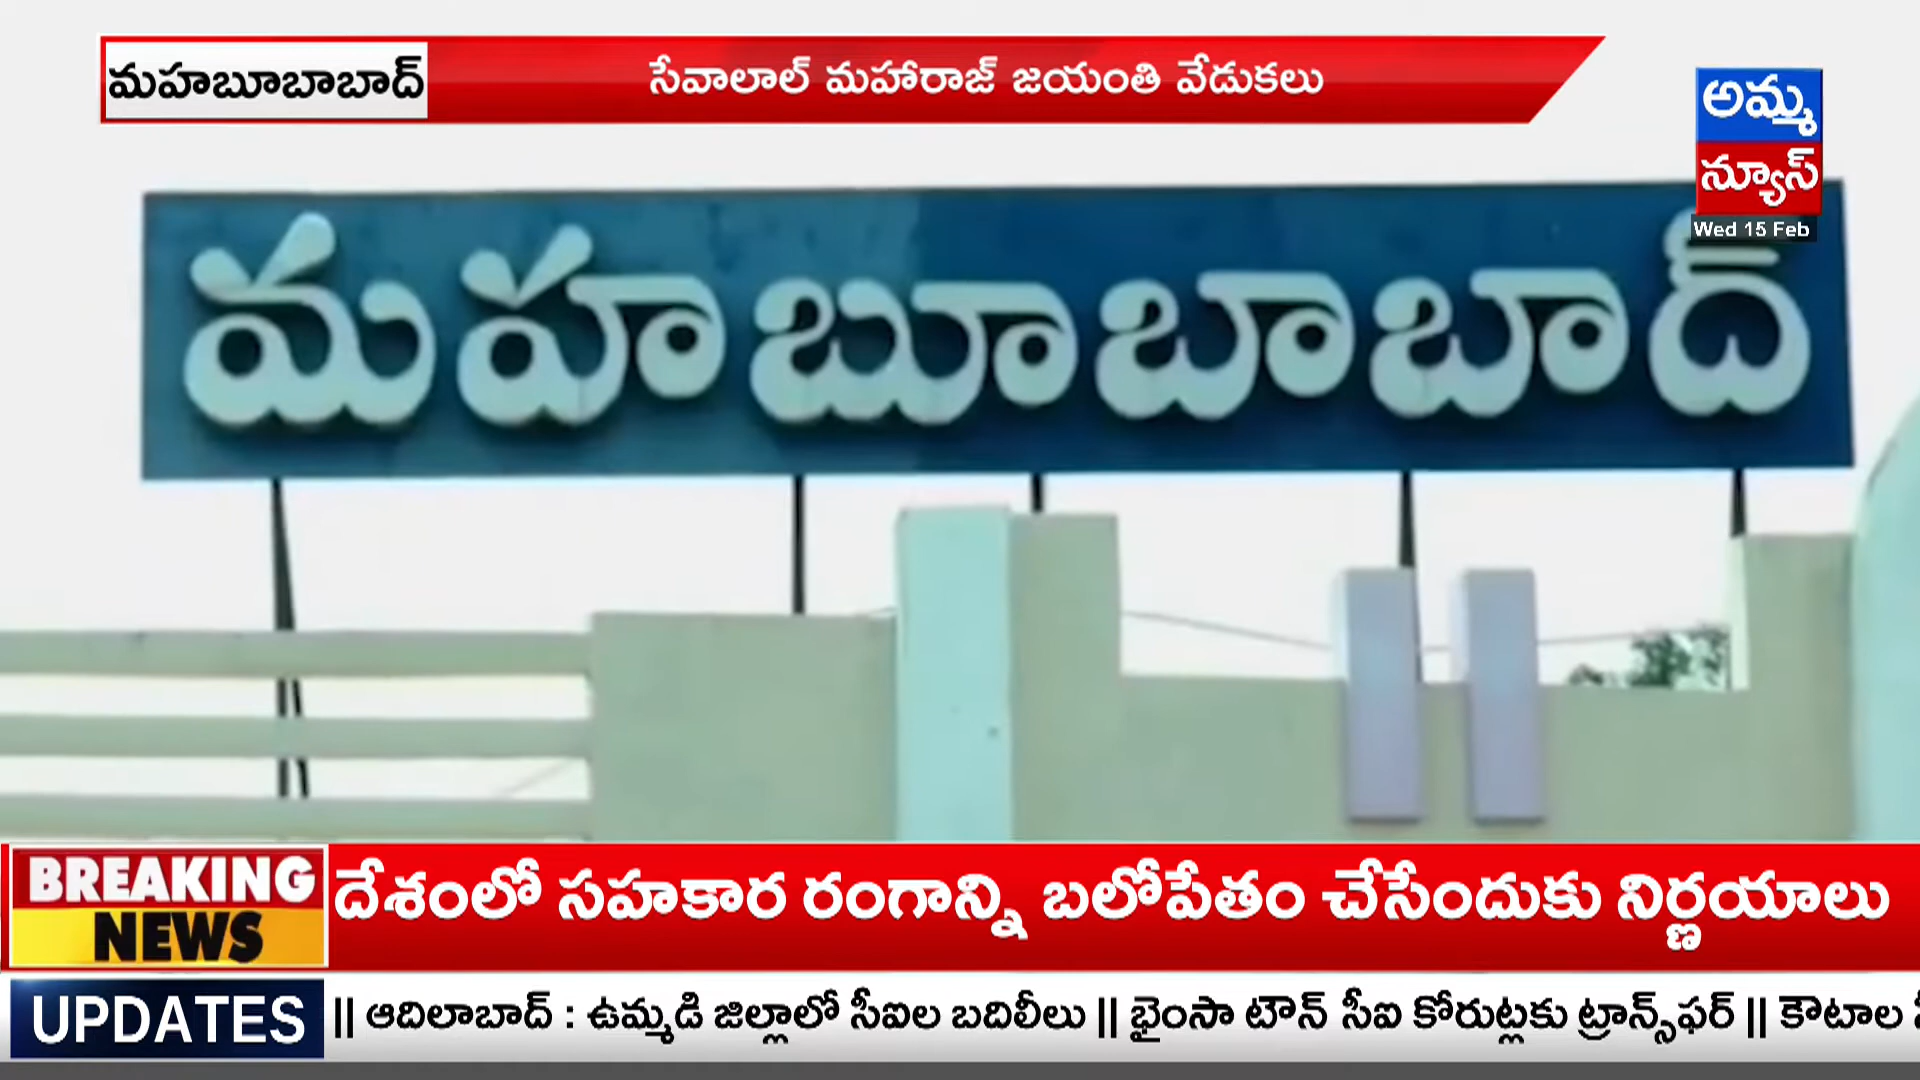 మహబూబాబాద్
సేవాలాల్ మహారాజ్ జయంతి వేడుకలు
అమ్మ
న్యూస్
Wed 15 Feb
మహబూబాబాద్
BREAKING
NEWS
దేశంలో సహకార రంగాన్ని బలోపేతం చేసేందుకు నిర్ణయాలు
UPDATES
|| ఆదిలాబాద్ : ఉమ్మడి జిల్లాలో సీఐల బదిలీలు || భైంసా టౌన్ సీఐ కోరుట్లకు ట్రాన్స్‌ఫర్ || కౌటాల